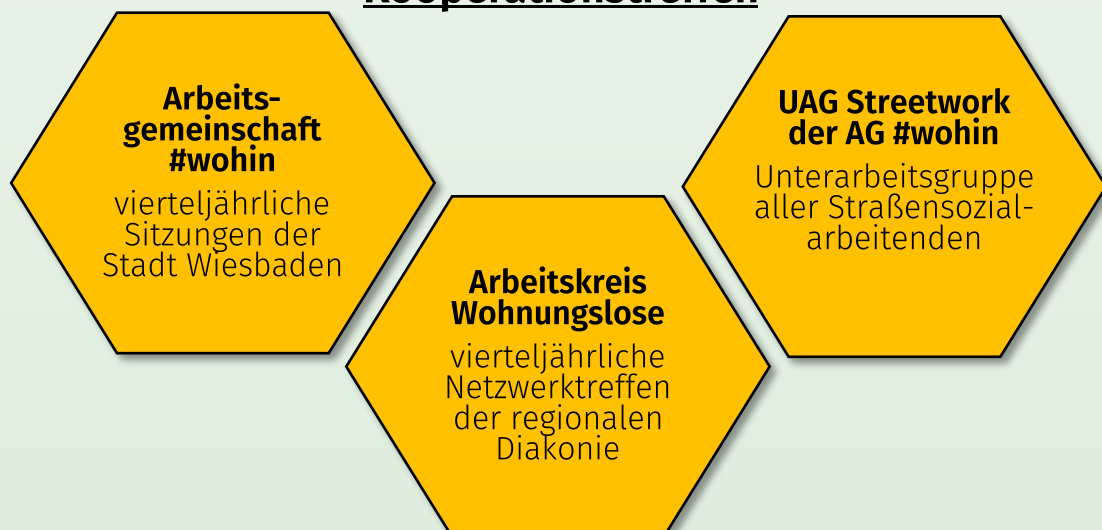 Kooperationstreffen
Arbeits-
gemeinschaft
#wohin
vierteljährliche
Sitzungen der
Stadt Wiesbaden
UAG Streetwork
der AG #wohin
Unterarbeitsgruppe
aller Straßensozial-
arbeitenden
Arbeitskreis
Wohnungslose
vierteljährliche
Netzwerktreffen
der regionalen
Diakonie